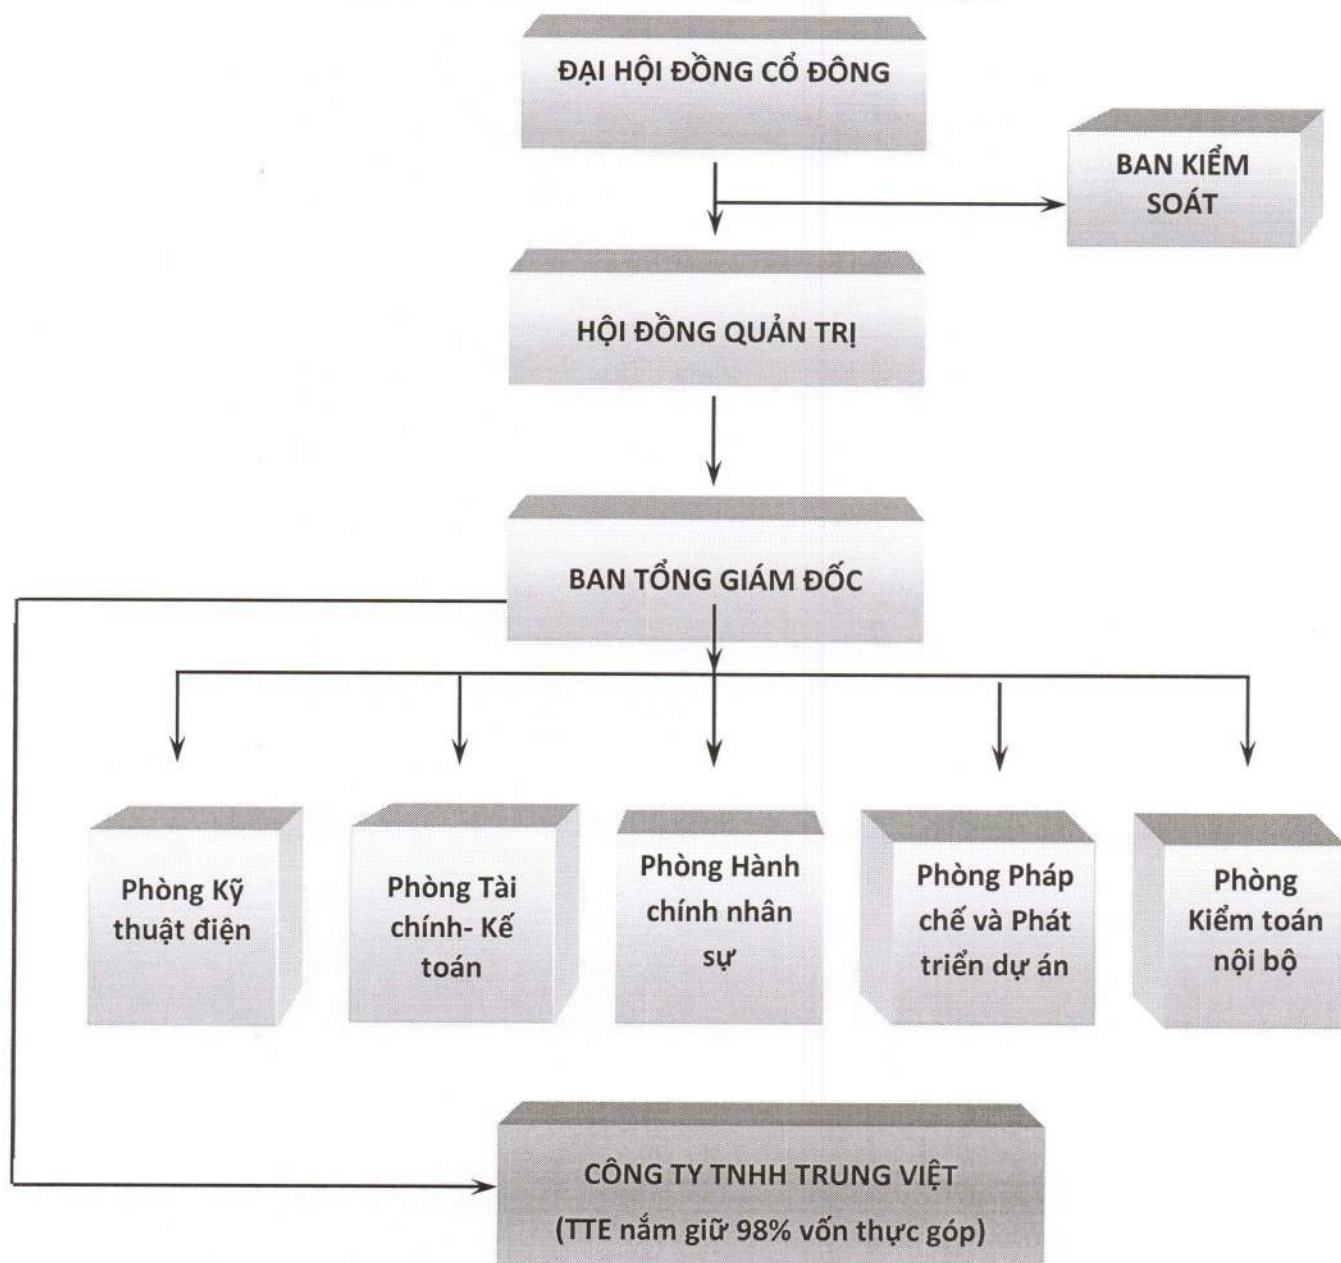 ĐẠI HỘI ĐỒNG CỔ ĐÔNG
BAN KIỂM
SOÁT
HỘI ĐỒNG QUẢN TRỊ
BAN TỔNG GIÁM ĐỐC
Phòng Kỹ
thuật điện
Phòng Tài
chính- Kế
toán
Phòng Hành
chính nhân
sự
Phòng Pháp
chế và Phát
triển dự án
Phòng
Kiểm toán
nội bộ
CÔNG TY TNHH TRUNG VIỆT
(TTE nắm giữ 98% vốn thực góp)